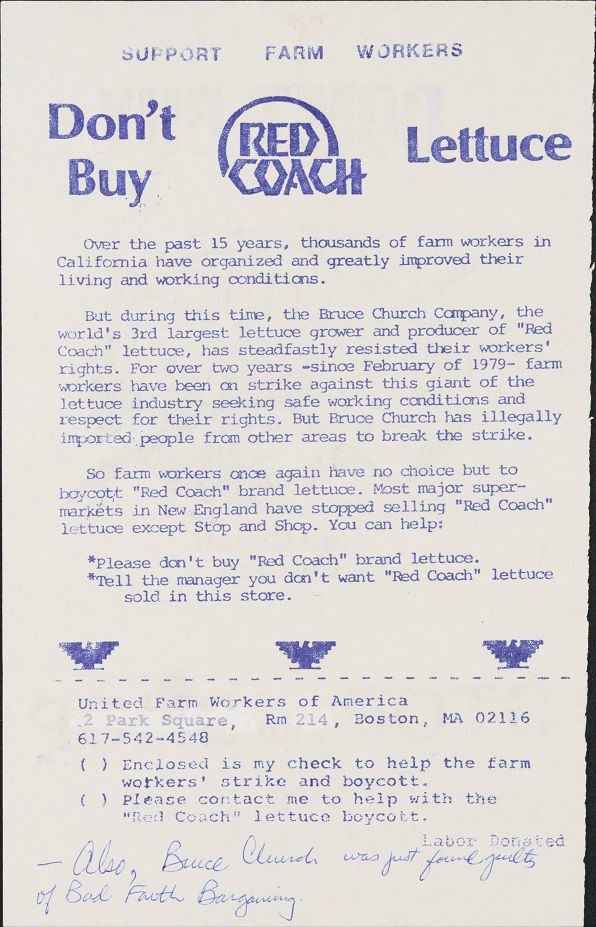 SUPPORT FARM WORKERS
Don't Buy
RED COACH
Lettuce
Over the past 15 years, thousands of farm workers in
California have organized and greatly improved their
living and working conditions.
But during this time, the Bruce Church Company, the
world's 3rd largest lettuce grower and producer of "Red
Coach" lettuce, has steadfastly resisted their workers'
rights. For over two years -since February of 1979- farm
workers have been on strike against this giant of the
lettuce industry seeking safe working conditions and
respect for their rights. But Bruce Church has illegally
imported people from other areas to break the strike.
So farm workers once again have no choice but to
boycott "Red Coach" brand lettuce. Most major super-
markets in New England have stopped selling "Red Coach"
lettuce except Stop and Shop. You can help:
*Please don't buy "Red Coach" brand lettuce.
*Tell the manager you don't want "Red Coach" lettuce
sold in this store.
United Farm Workers of America
2 Park Square, Rm 214, Boston, MA 02116
617-542-4548
( ) Enclosed is my check to help the farm
workers' strike and boycott.
( ) Please contact me to help with the
"Red Coach" lettuce boycott.
Labor Donated
— Also, Bruce Church was just found guilty
of Bad Faith Bargaining.